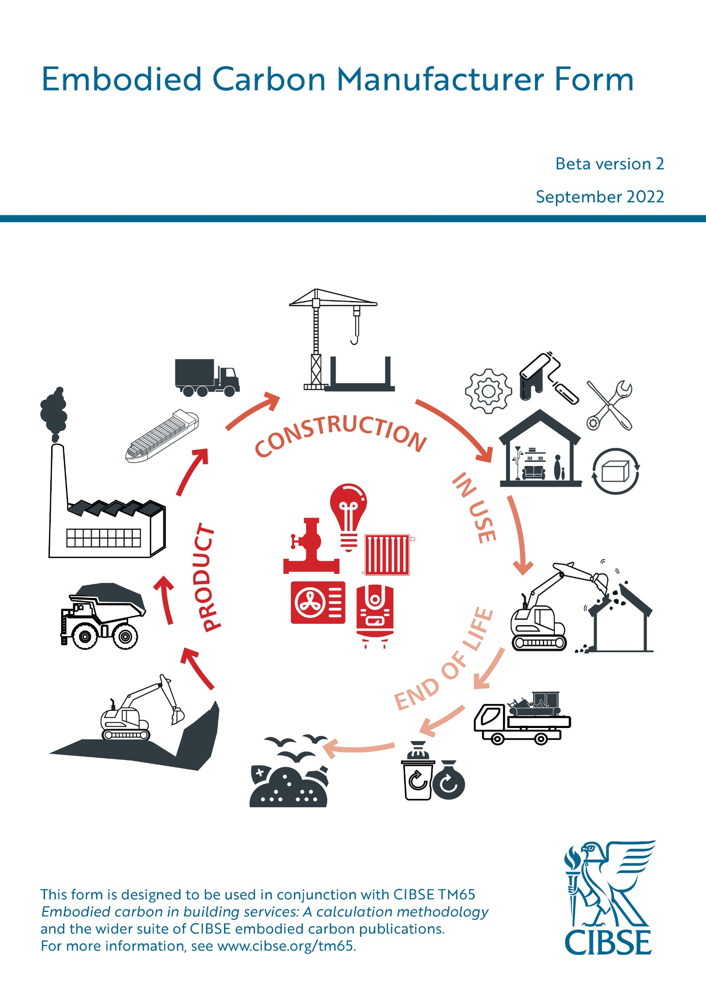 Embodied Carbon Manufacturer Form
Beta version 2
September 2022
CONSTRUCTION
IN USE
PRODUCT
END OF LIFE
This form is designed to be used in conjunction with CIBSE TM65
Embodied carbon in building services: A calculation methodology
and the wider suite of CIBSE embodied carbon publications.
For more information, see www.cibse.org/tm65.
CIBSE